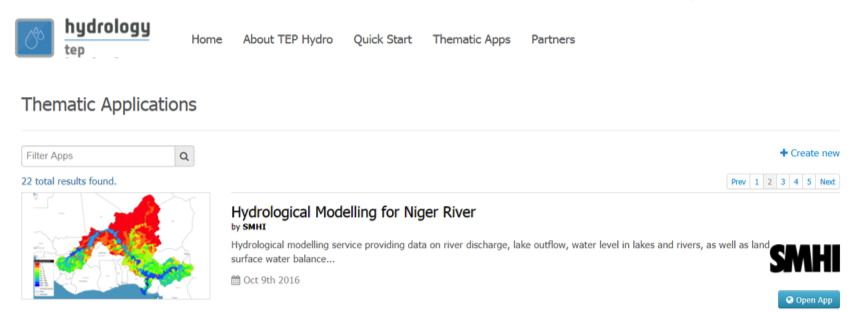 hydrology
tep
Home About TEP Hydro Quick Start Thematic Apps Partners
Thematic Applications
Filter Apps
+ Create new
22 total results found.
Prev 1 2 3 4 5 Next
Hydrological Modelling for Niger River
by SMHI
Hydrological modelling service providing data on river discharge, lake outflow, water level in lakes and rivers, as well as land
surface water balance...
SMHI
Oct 9th 2016
Open App